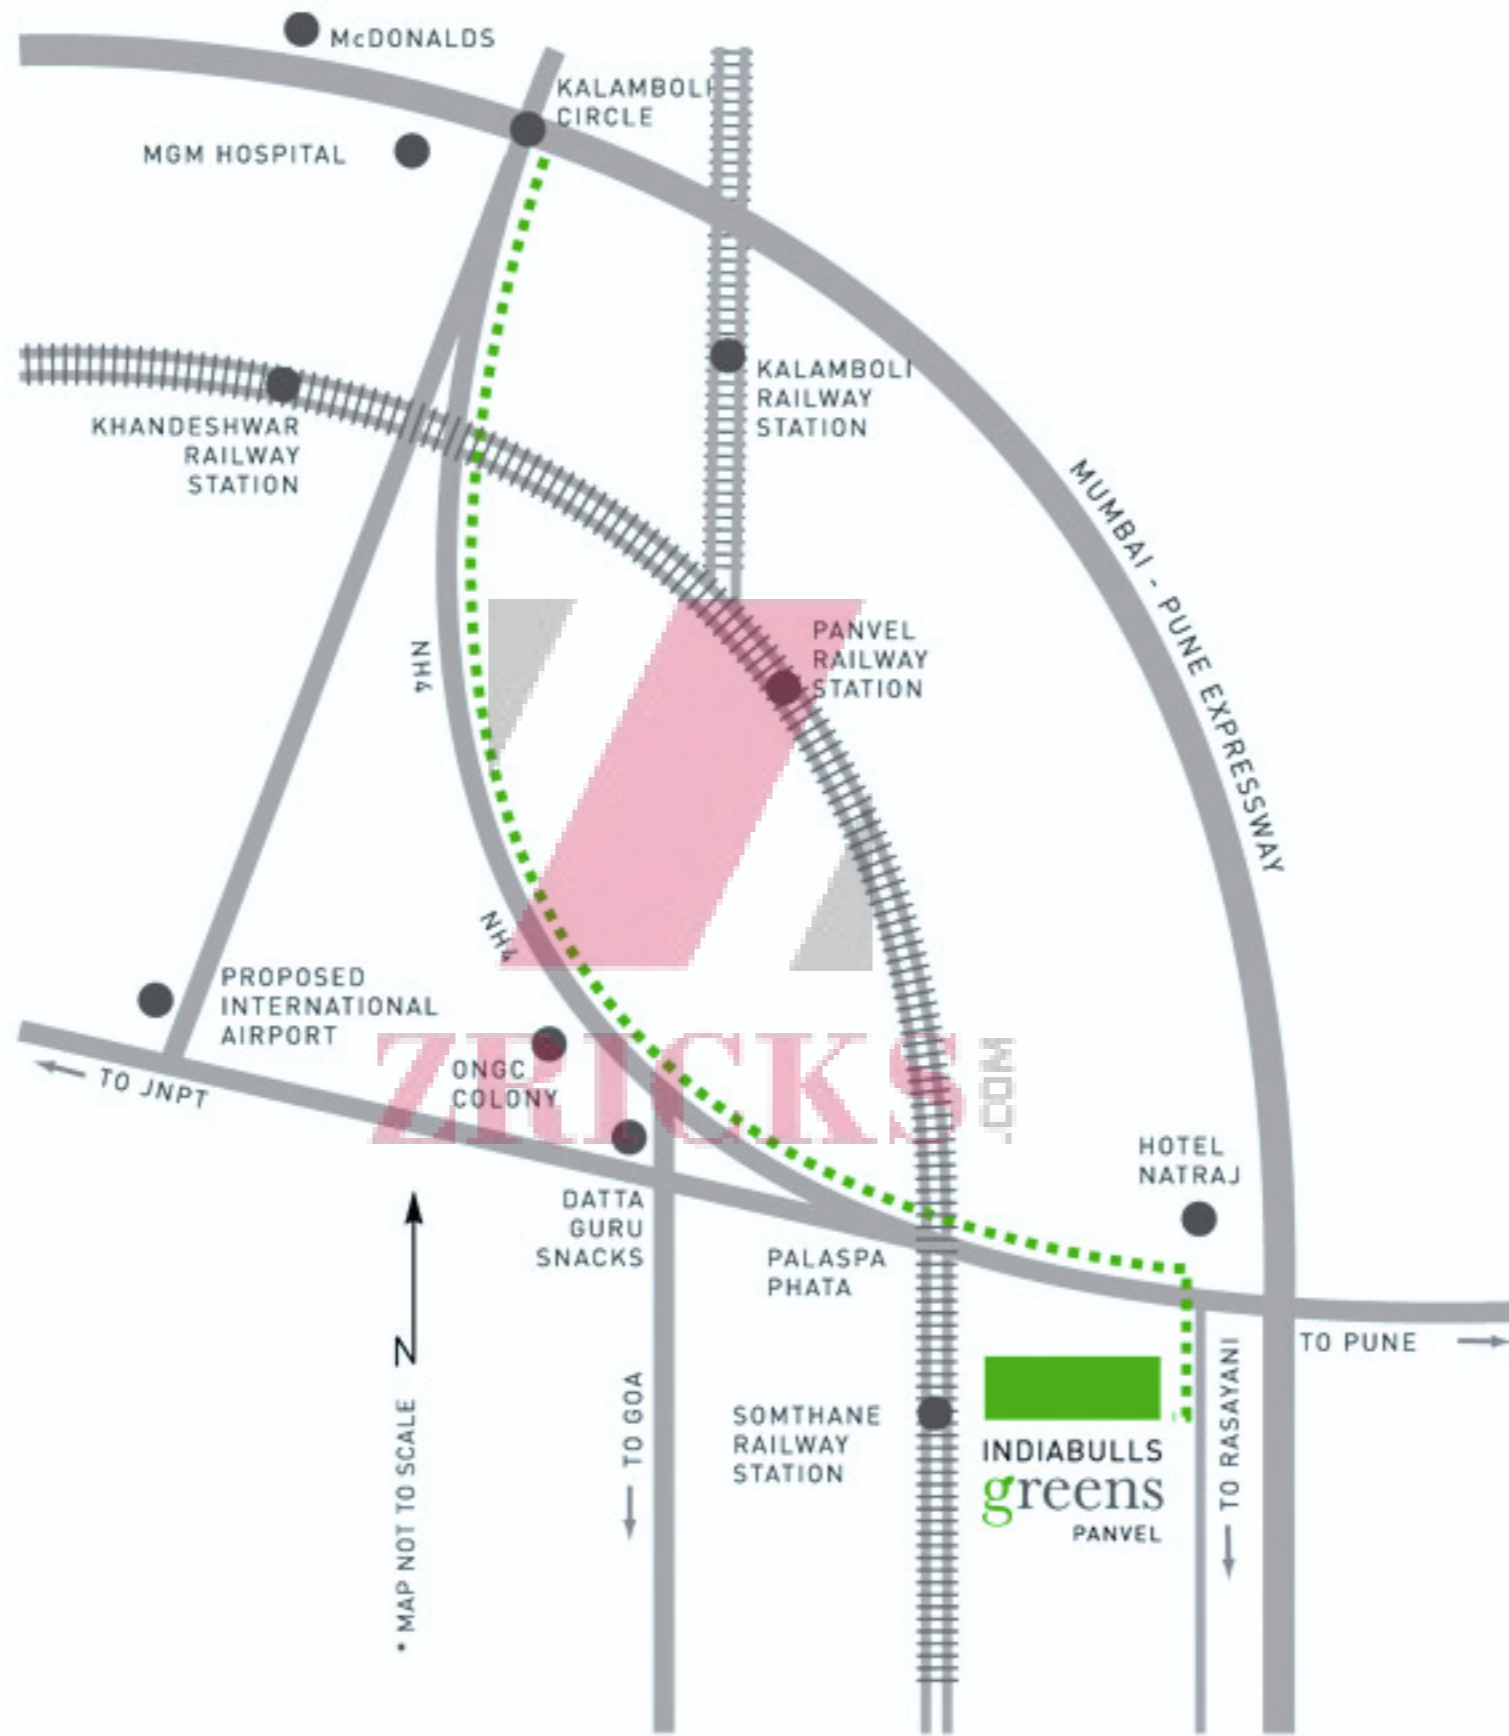 McDONALDS
KALAMBOLI
CIRCLE
MGM HOSPITAL
KALAMBOLI
RAILWAY
STATION
KHANDESHWAR
RAILWAY
STATION
MUMBAI - PUNE EXPRESSWAY
NH4
PANVEL
RAILWAY
STATION
NH4
PROPOSED
INTERNATIONAL
AIRPORT
TO JNPT
ONGC
COLONY
ZRICKS
.COM
DATTA
GURU
SNACKS
HOTEL
NATRAJ
PALASPA
PHATA
N
* MAP NOT TO SCALE
TO GOA
TO PUNE
TO RASAYANI
SOMTHANE
RAILWAY
STATION
INDIABULLS
greens
PANVEL